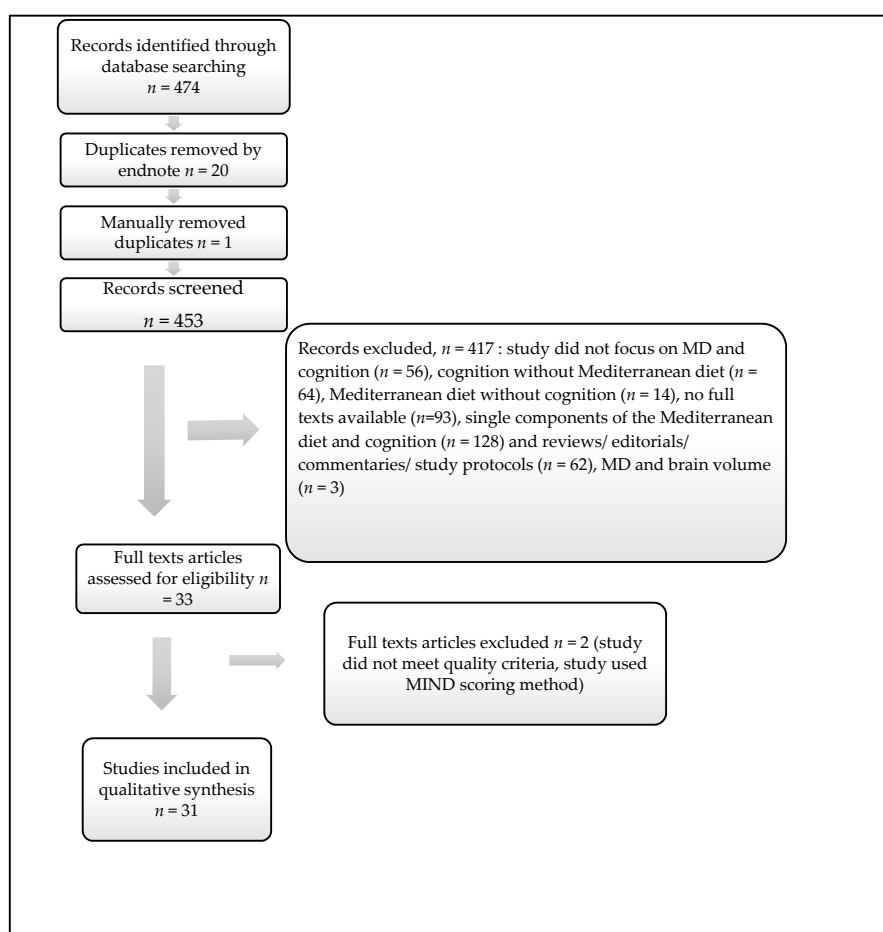 Records identified through
database searching
n = 474
Duplicates removed by
endnote n = 20
Manually removed
duplicates n = 1
Records screened
n = 453
Records excluded, n = 417 : study did not focus on MD and
cognition (n = 56), cognition without Mediterranean diet (n =
64), Mediterranean diet without cognition (n = 14), no full
texts available (n=93), single components of the Mediterranean
diet and cognition (n = 128) and reviews/ editorials/
commentaries/ study protocols (n = 62), MD and brain volume
(n = 3)
Full texts articles
assessed for eligibility n
= 33
Full texts articles excluded n = 2 (study
did not meet quality criteria, study used
MIND scoring method)
Studies included in
qualitative synthesis
n = 31